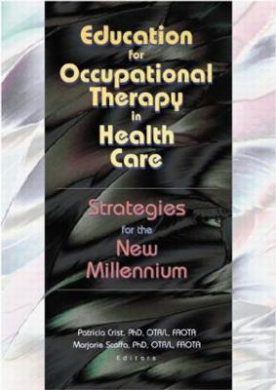 Education
for
Occupational
Therapy
in
Health
Care
Strategies
for the
New
Millennium
Patricia Crist, PhD, OTR/L, FAOTA
Marjorie Scaffa, PhD, OTR/L, FAOTA
Editors